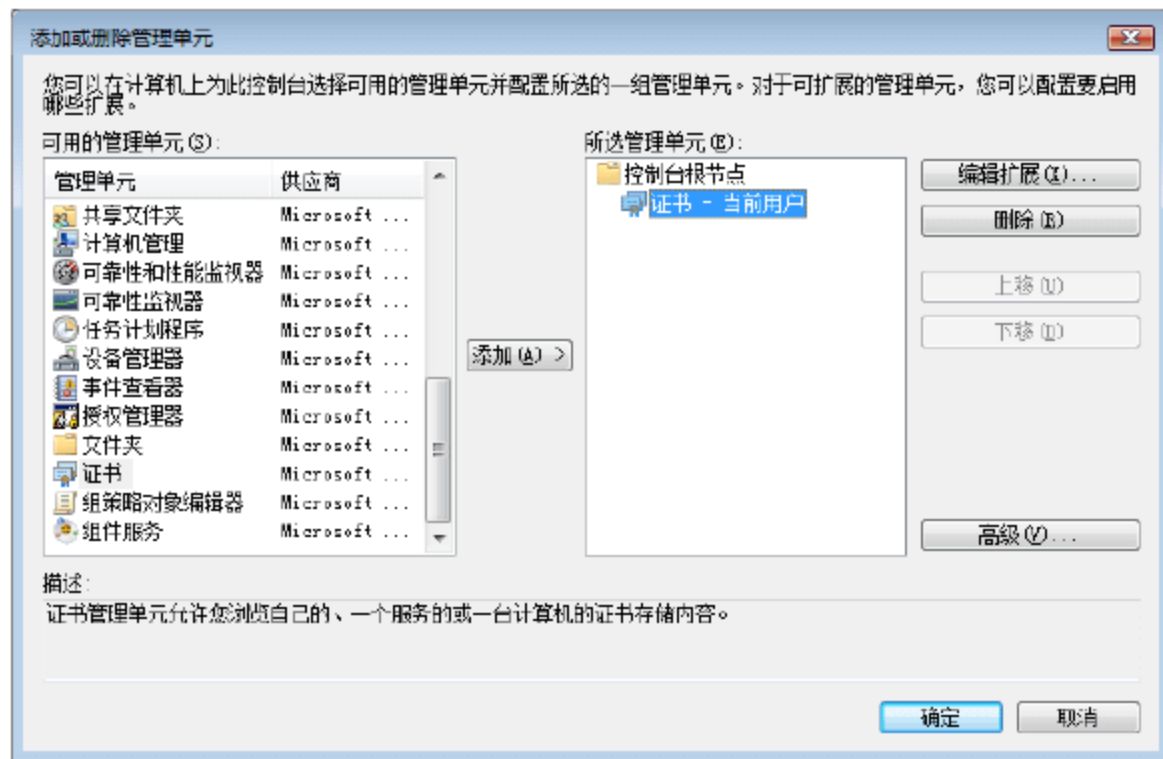 添加或删除管理单元
您可以在计算机上为此控制台选择可用的管理单元并配置所选的一组管理单元。对于可扩展的管理单元，您可以配置要启用
哪些扩展。
可用的管理单元(S):
所选管理单元(E):
管理单元 供应商
共享文件夹 Microsoft ...
计算机管理 Microsoft ...
可靠性和性能监视器 Microsoft ...
可靠性监视器 Microsoft ...
任务计划程序 Microsoft ...
设备管理器 Microsoft ...
事件查看器 Microsoft ...
授权管理器 Microsoft ...
文件夹 Microsoft ...
证书 Microsoft ...
组策略对象编辑器 Microsoft ...
组件服务 Microsoft ...
添加(A) >
控制台根节点
证书 - 当前用户
编辑扩展(X)...
删除(R)
上移(U)
下移(D)
高级(V)...
描述:
证书管理单元允许您浏览自己的、一个服务的或一台计算机的证书存储内容。
确定
取消